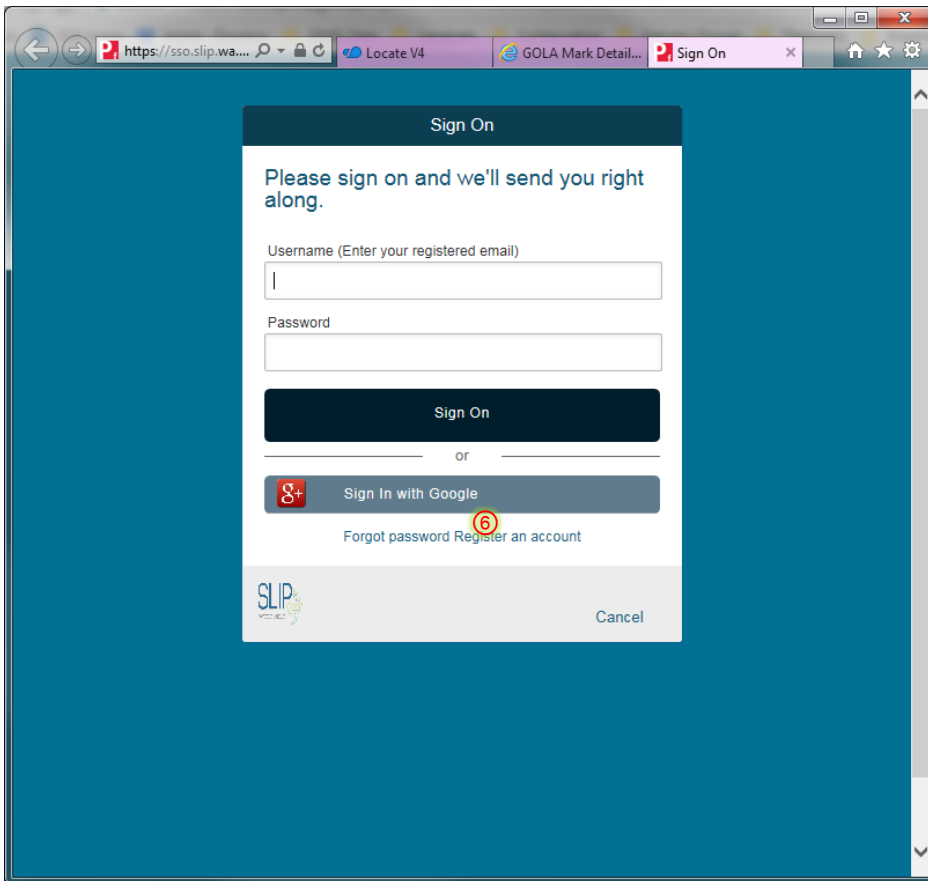 https://sso.slip.wa.... Locate V4 GOLA Mark Detail... Sign On
Sign On
Please sign on and we'll send you right
along.
Username (Enter your registered email)
Password
Sign On
or
g+ Sign In with Google
6
Forgot password Register an account
SLIP
Cancel